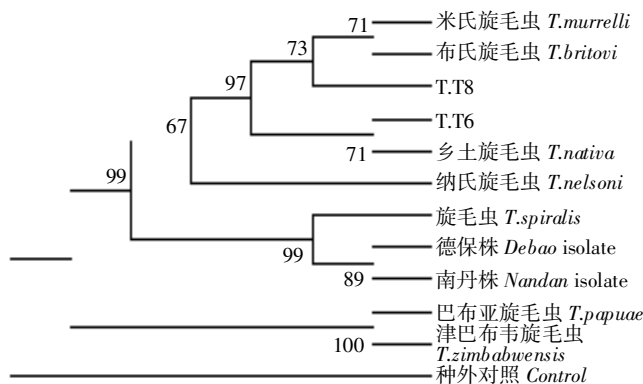 71
米氏旋毛虫 T.murrelli
73
布氏旋毛虫 T.britovi
97
T.T8
T.T6
67
71
乡土旋毛虫 T.nativa
99
纳氏旋毛虫 T.nelsoni
旋毛虫 T.spiralis
99
德保株 Debao isolate
89
南丹株 Nandan isolate
巴布亚旋毛虫 T.papuae
100
津巴布韦旋毛虫
T.zimbabwensis
种外对照 Control